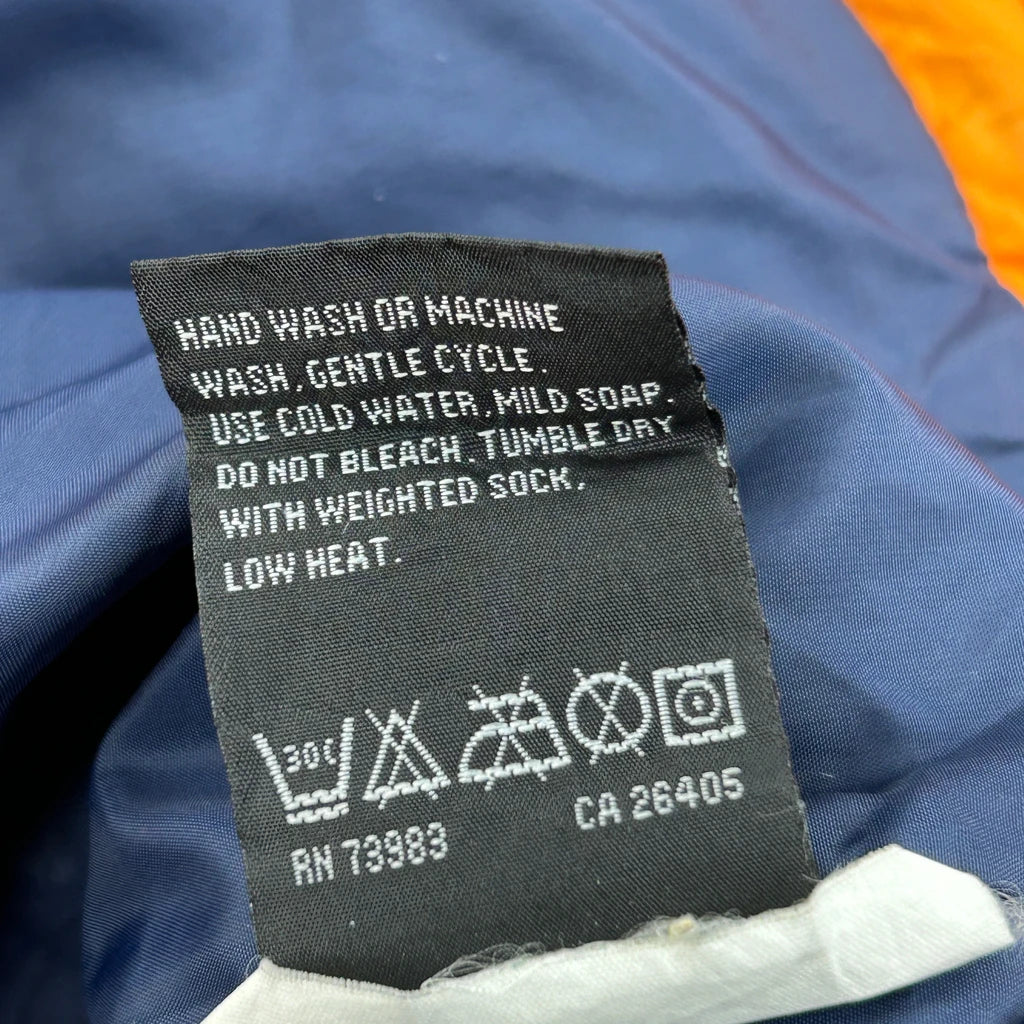 HAND WASH OR MACHINE
WASH, GENTLE CYCLE.
USE COLD WATER, MILD SOAP.
DO NOT BLEACH, TUMBLE DRY
WITH WEIGHTED SOCK,
LOW HEAT.
30C
RN 73983
CA 26405